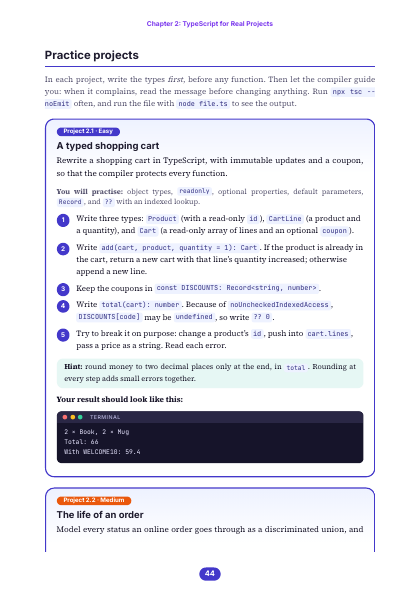 Chapter 2: TypeScript for Real Projects
Practice projects
In each project, write the types first, before any function. Then let the compiler guide
you: when it complains, read the message before changing anything. Run npx tsc --
noEmit often, and run the file with node file.ts to see the output.
Project 2.1 · Easy
A typed shopping cart
Rewrite a shopping cart in TypeScript, with immutable updates and a coupon,
so that the compiler protects every function.
You will practise: object types, readonly, optional properties, default parameters,
Record, and ?? with an indexed lookup.
1 Write three types: Product (with a read-only id), CartLine (a product and
a quantity), and Cart (a read-only array of lines and an optional coupon).
2 Write add(cart, product, quantity = 1): Cart. If the product is already in
the cart, return a new cart with that line's quantity increased; otherwise
append a new line.
3 Keep the coupons in const DISCOUNTS: Record<string, number>.
4 Write total(cart): number. Because of noUncheckedIndexedAccess,
DISCOUNTS[code] may be undefined, so write ?? 0.
5 Try to break it on purpose: change a product's id, push into cart.lines,
pass a price as a string. Read each error.
Hint: round money to two decimal places only at the end, in total. Rounding at
every step adds small errors together.
Your result should look like this:
TERMINAL
2 × Book, 2 × Mug
Total: 66
With WELCOME10: 59.4
Project 2.2 · Medium
The life of an order
Model every status an online order goes through as a discriminated union, and
44